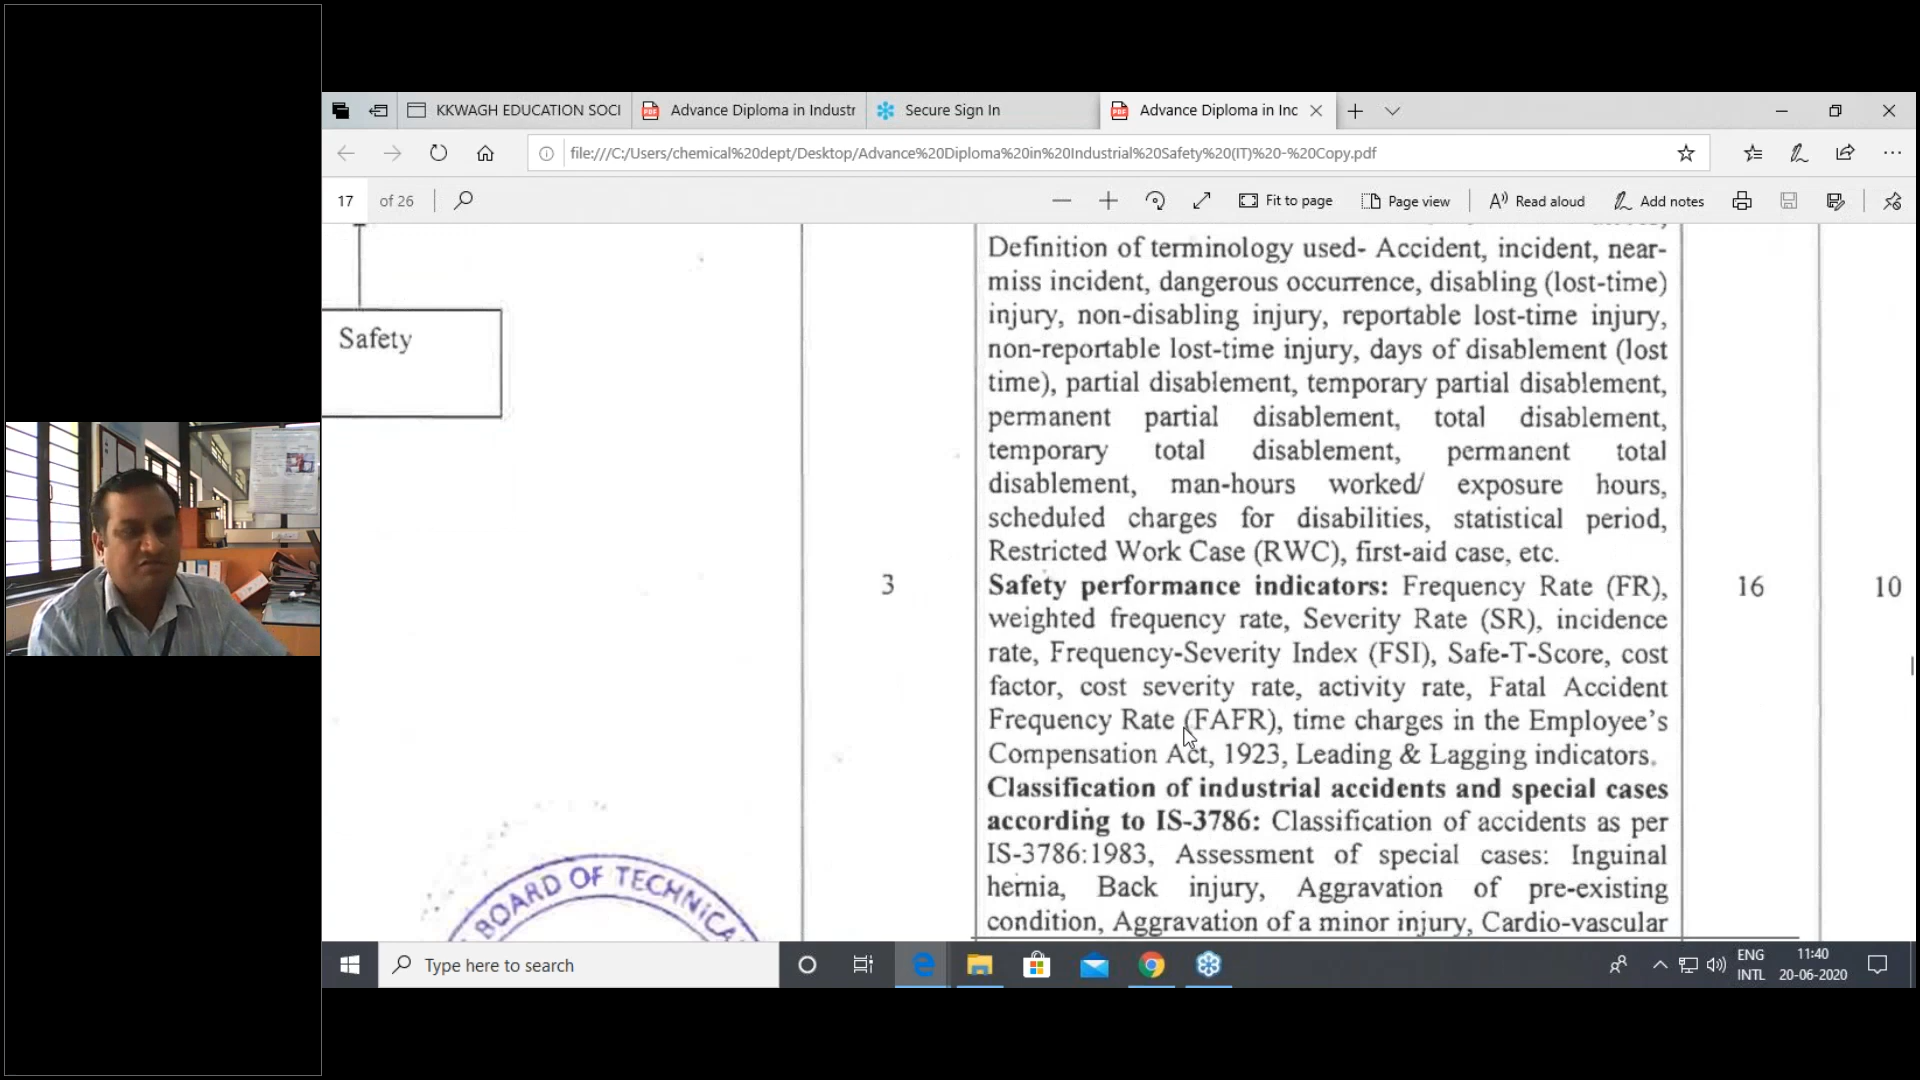 KKWAGH EDUCATION SOCI
Advance Diploma in Industr
Secure Sign In
Advance Diploma in Inc
file:///C:/Users/chemical%20dept/Desktop/Advance%20Diploma%20in%20Industrial%20Safety%20(IT)%20-%20Copy.pdf
17 of 26
Fit to page
Page view
Read aloud
Add notes
Safety
Definition of terminology used- Accident, incident, near-
miss incident, dangerous occurrence, disabling (lost-time)
injury, non-disabling injury, reportable lost-time injury,
non-reportable lost-time injury, days of disablement (lost
time), partial disablement, temporary partial disablement,
permanent partial disablement, total disablement,
temporary total disablement, permanent total
disablement, man-hours worked/ exposure hours,
scheduled charges for disabilities, statistical period,
Restricted Work Case (RWC), first-aid case, etc.
3
Safety performance indicators: Frequency Rate (FR),
16
10
weighted frequency rate, Severity Rate (SR), incidence
rate, Frequency-Severity Index (FSI), Safe-T-Score, cost
factor, cost severity rate, activity rate, Fatal Accident
Frequency Rate (FAFR), time charges in the Employee's
Compensation Act, 1923, Leading & Lagging indicators.
Classification of industrial accidents and special cases
according to IS-3786: Classification of accidents as per
IS-3786:1983, Assessment of special cases: Inguinal
hernia, Back injury, Aggravation of pre-existing
condition, Aggravation of a minor injury, Cardio-vascular
BOARD OF TECHNICA
Type here to search
ENG
INTL
11:40
20-06-2020